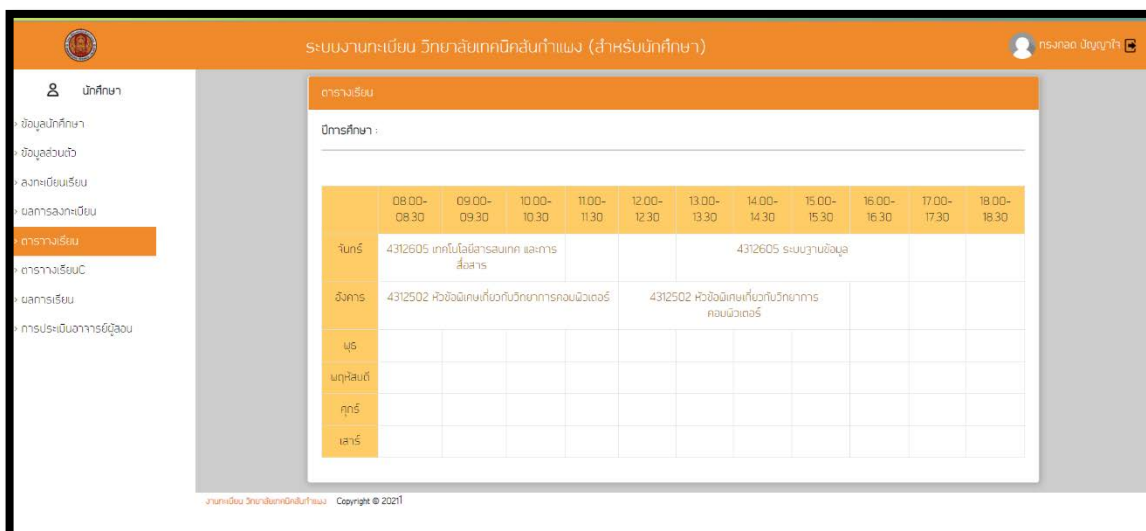 ระบบงานทะเบียน วิทยาลัยเทคนิคสันกำแพง (สำหรับนักศึกษา)
ทรงกลด ปัญญาใจ
นักศึกษา
› ข้อมูลนักศึกษา
› ข้อมูลส่วนตัว
› ลงทะเบียนเรียน
› ผลการลงทะเบียน
› ตารางเรียน
› ตารางเรียนC
› ผลการเรียน
› การประเมินอาจารย์ผู้สอน
ตารางเรียน
ปีการศึกษา :
08.00-08.30 09.00-09.30 10.00-10.30 11.00-11.30 12.00-12.30 13.00-13.30 14.00-14.30 15.00-15.30 16.00-16.30 17.00-17.30 18.00-18.30
จันทร์ 4312605 เทคโนโลยีสารสนเทศ และการสื่อสาร 4312605 ระบบฐานข้อมูล
อังคาร 4312502 หัวข้อพิเศษเกี่ยวกับวิทยาการคอมพิวเตอร์ 4312502 หัวข้อพิเศษเกี่ยวกับวิทยาการคอมพิวเตอร์
พุธ
พฤหัสบดี
ศุกร์
เสาร์
งานทะเบียน วิทยาลัยเทคนิคสันกำแพง Copyright © 2021